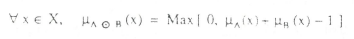 ∀ x ∈ X, μ_{A ⊙ B}(x) = Max [ 0, μ_A(x) + μ_B(x) − 1 ]